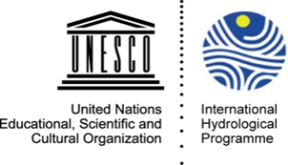 UNESCO
United Nations
Educational, Scientific and
Cultural Organization
International
Hydrological
Programme